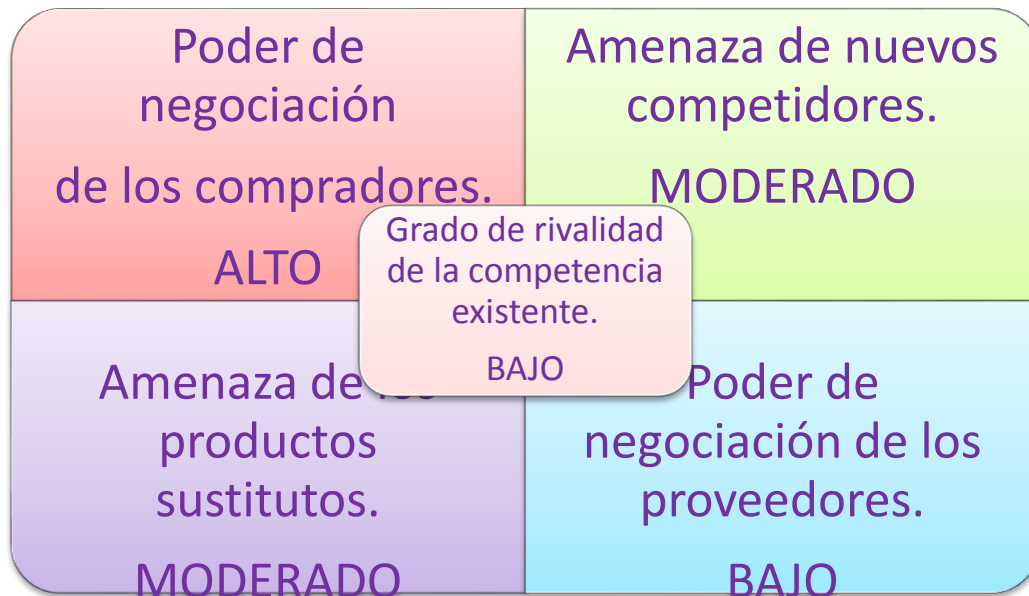 Poder de
negociación
de los compradores.
ALTO
Amenaza de nuevos
competidores.
MODERADO
Grado de rivalidad
de la competencia
existente.
BAJO
Amenaza de los
productos
sustitutos.
MODERADO
Poder de
negociación de los
proveedores.
BAJO